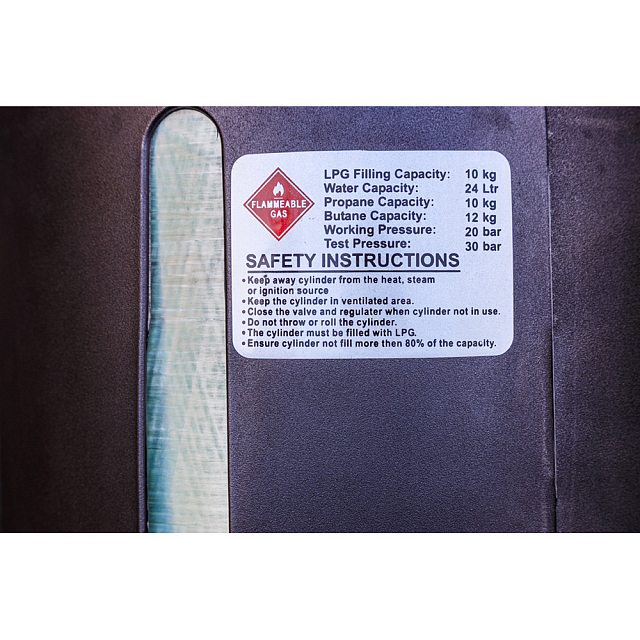 FLAMMEABLE
GAS
LPG Filling Capacity: 10 kg
Water Capacity: 24 Ltr
Propane Capacity: 10 kg
Butane Capacity: 12 kg
Working Pressure: 20 bar
Test Pressure: 30 bar
SAFETY INSTRUCTIONS
• Keep away cylinder from the heat, steam
or ignition source
• Keep the cylinder in ventilated area.
• Close the valve and regulater when cylinder not in use.
• Do not throw or roll the cylinder.
• The cylinder must be filled with LPG.
• Ensure cylinder not fill more then 80% of the capacity.